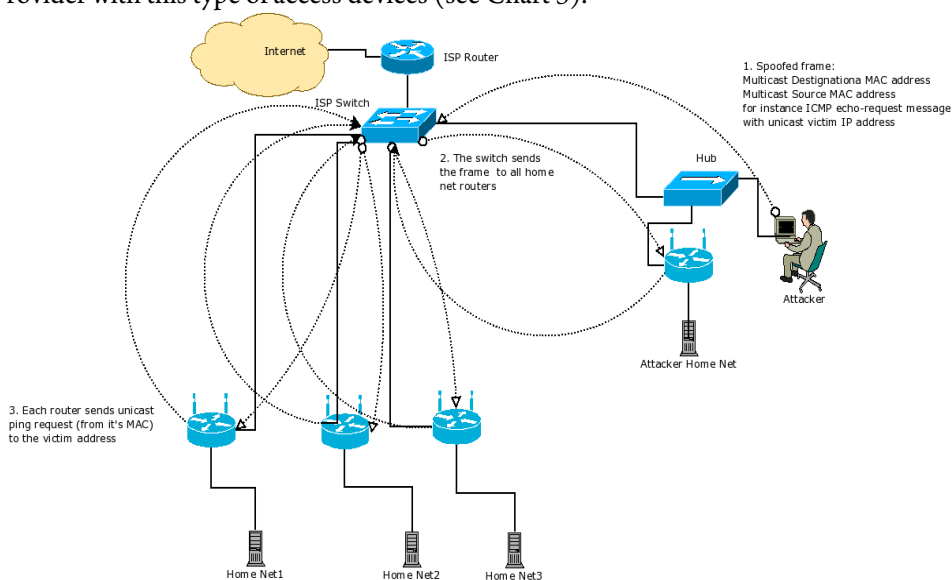 rovider with this type of access devices (see Chart 3).
Internet
ISP Router
1. Spoofed frame:
Multicast Designationa MAC address
Multicast Source MAC address
for instance ICMP echo-request message
with unicast victim IP address
ISP Switch
2. The switch sends
the frame to all home
net routers
Hub
Attacker
Attacker Home Net
3. Each router sends unicast
ping request (from it's MAC)
to the victim address
Home Net1
Home Net2
Home Net3